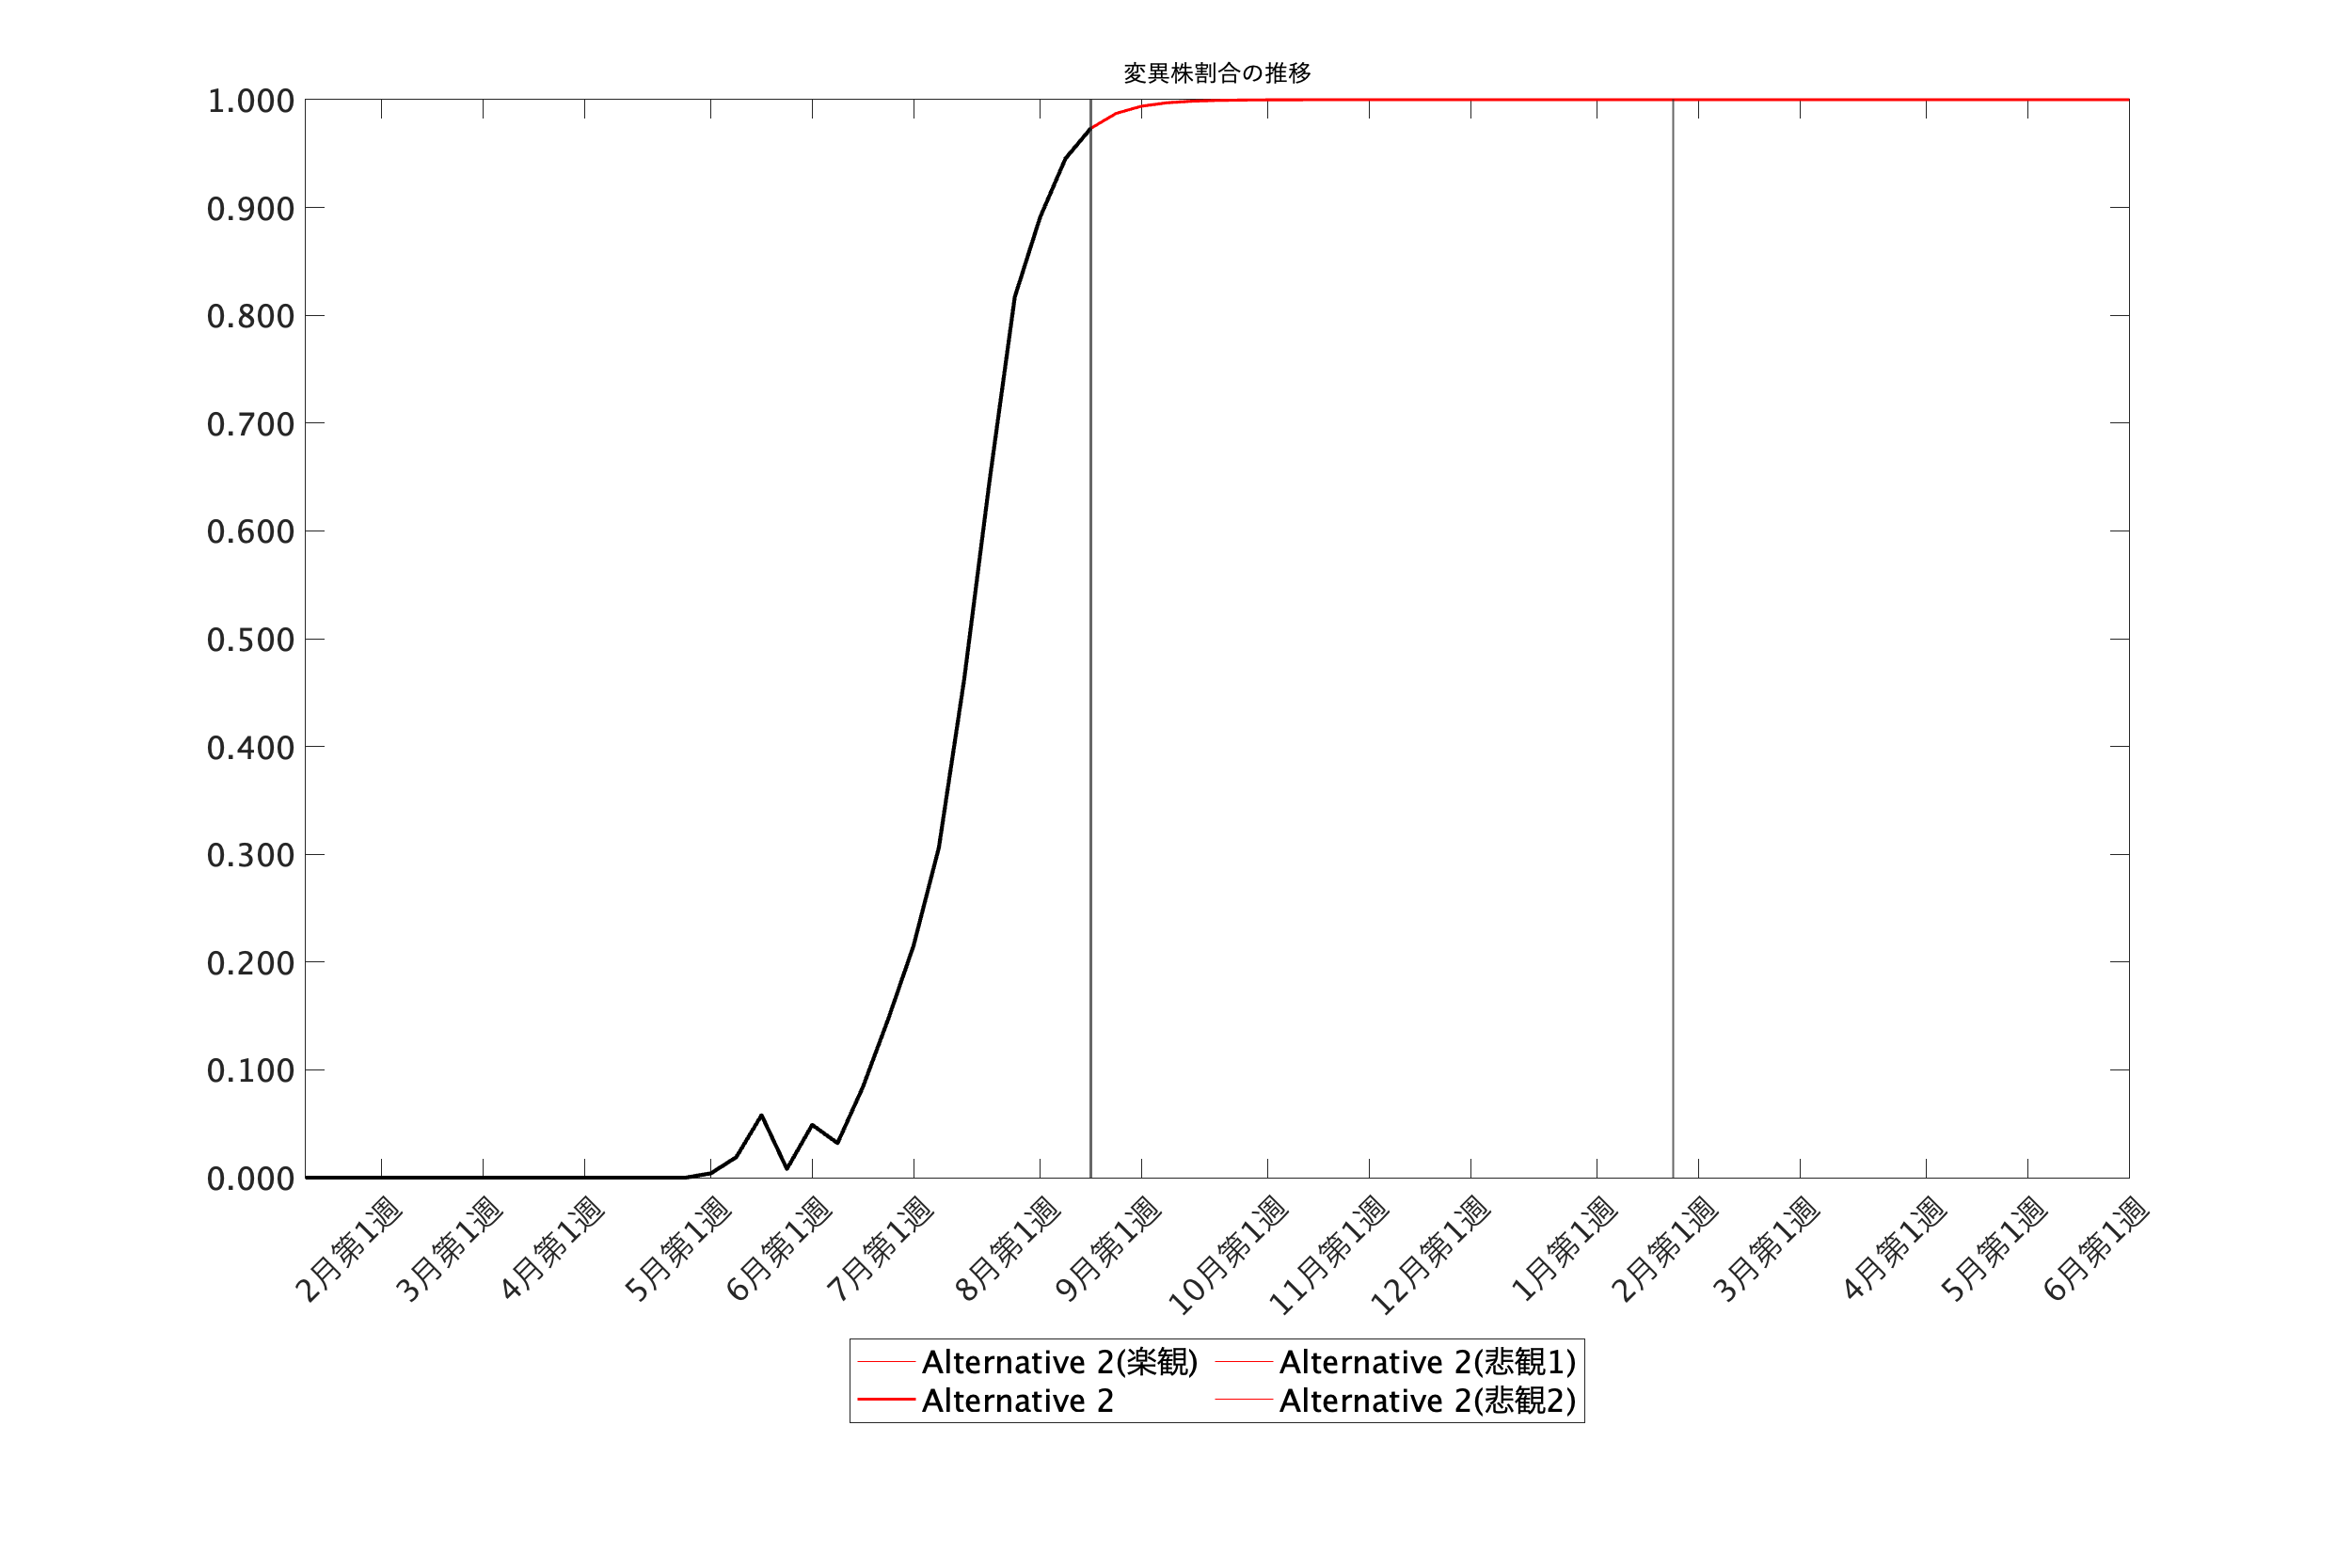 変異株割合の推移
1.000
0.900
0.800
0.700
0.600
0.500
0.400
0.300
0.200
0.100
0.000
2月第1週
3月第1週
4月第1週
5月第1週
6月第1週
7月第1週
8月第1週
9月第1週
10月第1週
11月第1週
12月第1週
1月第1週
2月第1週
3月第1週
4月第1週
5月第1週
6月第1週
Alternative 2(楽観) Alternative 2(悲観1)
Alternative 2 Alternative 2(悲観2)